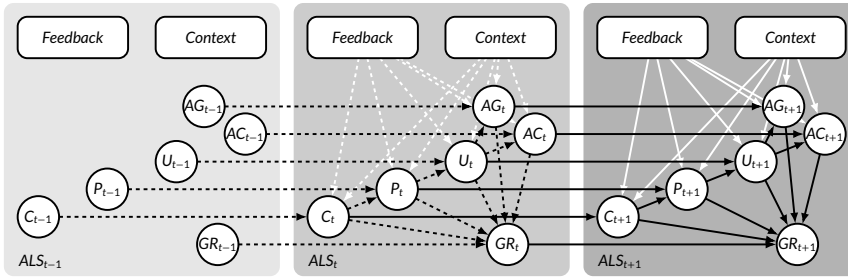 Feedback Context Feedback Context Feedback Context
AG_{t−1} AG_t AG_{t+1}
AC_{t−1} AC_t AC_{t+1}
U_{t−1} U_t U_{t+1}
P_{t−1} P_t P_{t+1}
C_{t−1} C_t C_{t+1}
GR_{t−1} GR_t GR_{t+1}
ALS_{t−1} ALS_t ALS_{t+1}